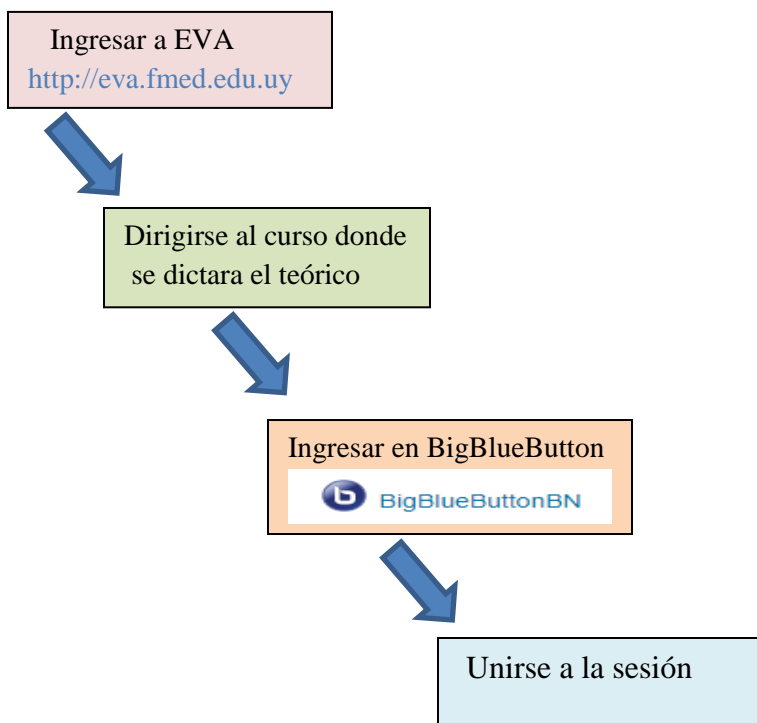 Ingresar a EVA
http://eva.fmed.edu.uy
Dirigirse al curso donde
se dictara el teórico
Ingresar en BigBlueButton
b BigBlueButtonBN
Unirse a la sesión